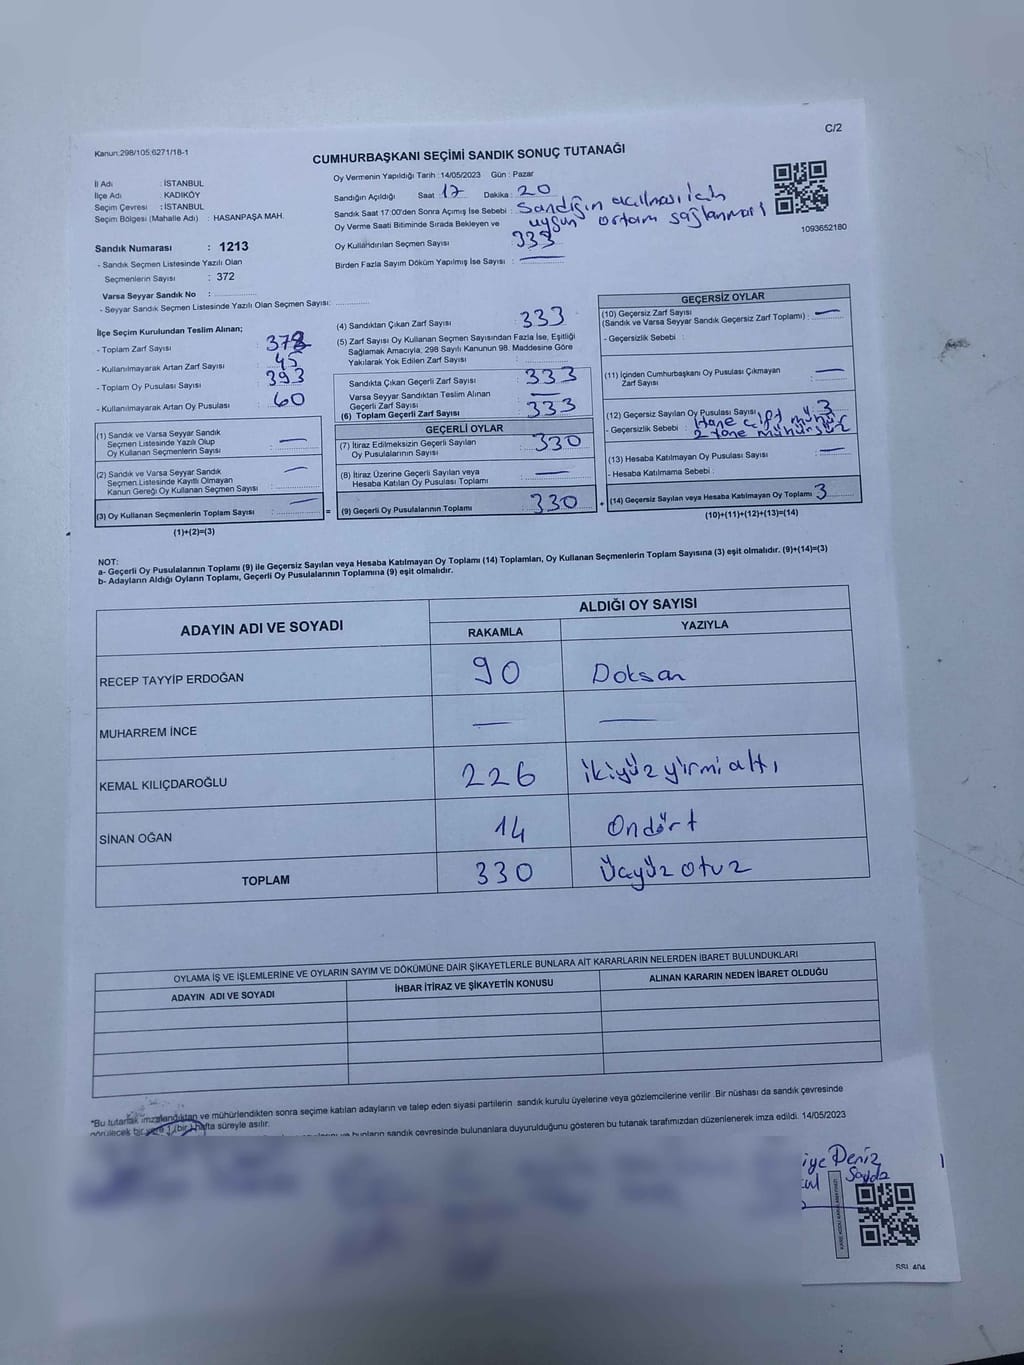 C/2
Kanun:298/105;6271/18-1
CUMHURBAŞKANI SEÇİMİ SANDIK SONUÇ TUTANAĞI
İl Adı : İSTANBUL
İlçe Adı : KADIKÖY
Seçim Çevresi : İSTANBUL
Seçim Bölgesi (Mahalle Adı) : HASANPAŞA MAH.
Sandık Numarası : 1213
- Sandık Seçmen Listesinde Yazılı Olan
Seçmenlerin Sayısı : 372
Varsa Seyyar Sandık No :
- Seyyar Sandık Seçmen Listesinde Yazılı Olan Seçmen Sayısı:
Oy Vermenin Yapıldığı Tarih :14/05/2023 Gün : Pazar
Sandığın Açıldığı Saat : 17 Dakika : 20
Sandık Saat 17:00'den Sonra Açımış İse Sebebi : Sandığın açılması için
uygun ortam sağlanması
Oy Verme Saati Bitiminde Sırada Bekleyen ve
Oy Kullandırılan Seçmen Sayısı 333
Birden Fazla Sayım Döküm Yapılmış İse Sayısı :
1093652180
İlçe Seçim Kurulundan Teslim Alınan;
- Toplam Zarf Sayısı : 378
- Kullanılmayarak Artan Zarf Sayısı : 45
- Toplam Oy Pusulası Sayısı : 393
- Kullanılmayarak Artan Oy Pusulası : 60
(1) Sandık ve Varsa Seyyar Sandık
Seçmen Listesinde Yazılı Olup
Oy Kullanan Seçmenlerin Sayısı
(2) Sandık ve Varsa Seyyar Sandık
Seçmen Listesinde Kayıtlı Olmayan
Kanun Gereği Oy Kullanan Seçmen Sayısı
(3) Oy Kullanan Seçmenlerin Toplam Sayısı
(1)+(2)=(3)
=
(4) Sandıktan Çıkan Zarf Sayısı : 333
(5) Zarf Sayısı Oy Kullanan Seçmen Sayısından Fazla İse, Eşitliği
Sağlamak Amacıyla, 298 Sayılı Kanunun 98. Maddesine Göre
Yakılarak Yok Edilen Zarf Sayısı :
Sandıkta Çıkan Geçerli Zarf Sayısı : 333
Varsa Seyyar Sandıktan Teslim Alınan
Geçerli Zarf Sayısı
(6) Toplam Geçerli Zarf Sayısı : 333
GEÇERLİ OYLAR
(7) İtiraz Edilmeksizin Geçerli Sayılan
Oy Pusulalarının Sayısı : 330
(8) İtiraz Üzerine Geçerli Sayılan veya
Hesaba Katılan Oy Pusulası Toplamı
(9) Geçerli Oy Pusulalarının Toplamı : 330
+
GEÇERSİZ OYLAR
(10) Geçersiz Zarf Sayısı
(Sandık ve Varsa Seyyar Sandık Geçersiz Zarf Toplamı) :
- Geçersizlik Sebebi :
(11) İçinden Cumhurbaşkanı Oy Pusulası Çıkmayan
Zarf Sayısı
(12) Geçersiz Sayılan Oy Pusulası Sayısı : 3
- Geçersizlik Sebebi : 1 tane çift mühür
2 tane mühürsüz
(13) Hesaba Katılmayan Oy Pusulası Sayısı
- Hesaba Katılmama Sebebi :
(14) Geçersiz Sayılan veya Hesaba Katılmayan Oy Toplamı : 3
(10)+(11)+(12)+(13)=(14)
NOT:
a- Geçerli Oy Pusulalarının Toplamı (9) ile Geçersiz Sayılan veya Hesaba Katılmayan Oy Toplamı (14) Toplamları, Oy Kullanan Seçmenlerin Toplam Sayısına (3) eşit olmalıdır. (9)+(14)=(3)
b- Adayların Aldığı Oyların Toplamı, Geçerli Oy Pusulalarının Toplamına (9) eşit olmalıdır.
ADAYIN ADI VE SOYADI ALDIĞI OY SAYISI
RAKAMLA YAZIYLA
RECEP TAYYİP ERDOĞAN 90 Doksan
MUHARREM İNCE
KEMAL KILIÇDAROĞLU 226 İkiyüz yirmi altı
SİNAN OĞAN 14 Ondört
TOPLAM 330 Üçyüz otuz
OYLAMA İŞ VE İŞLEMLERİNE VE OYLARIN SAYIM VE DÖKÜMÜNE DAİR ŞİKAYETLERLE BUNLARA AİT KARARLARIN NELERDEN İBARET BULUNDUKLARI
ADAYIN ADI VE SOYADI İHBAR İTİRAZ VE ŞİKAYETİN KONUSU ALINAN KARARIN NEDEN İBARET OLDUĞU
*Bu tutanak imzalandıktan ve mühürlendikten sonra seçime katılan adayların ve talep eden siyasi partilerin sandık kurulu üyelerine veya gözlemcilerine verilir. Bir nüshası da sandık çevresinde
görülecek bir yere 1 (bir) hafta süreyle asılır.
bunların sandık çevresinde bulunanlara duyurulduğunu gösteren bu tutanak tarafımızdan düzenlenerek imza edildi. 14/05/2023
Deniz